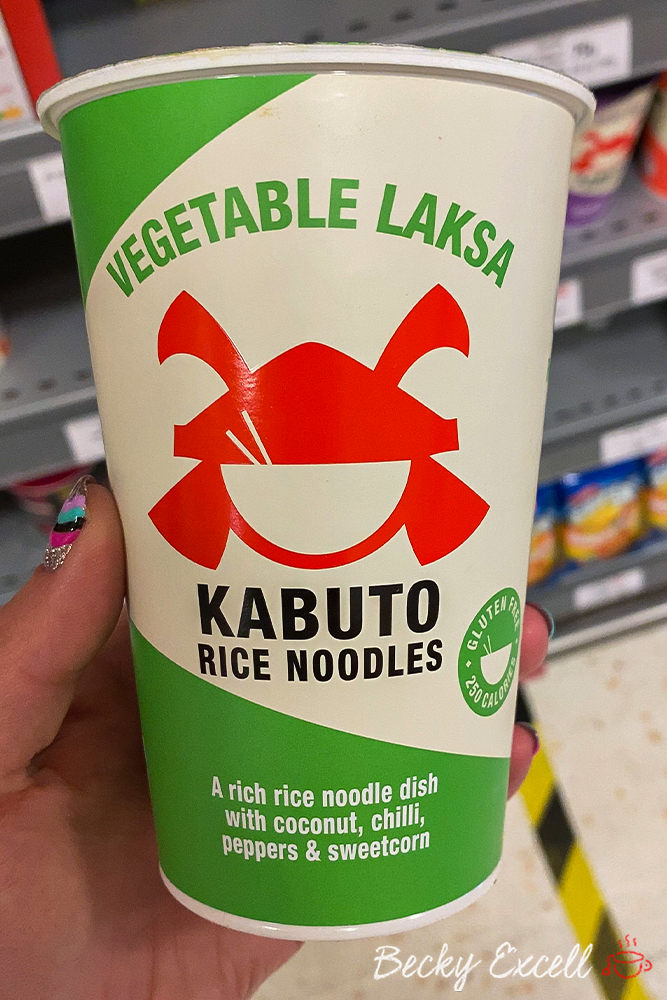 VEGETABLE LAKSA
KABUTO
RICE NOODLES
GLUTEN FREE
250 CALORIES
A rich rice noodle dish
with coconut, chilli,
peppers & sweetcorn
Becky Excell